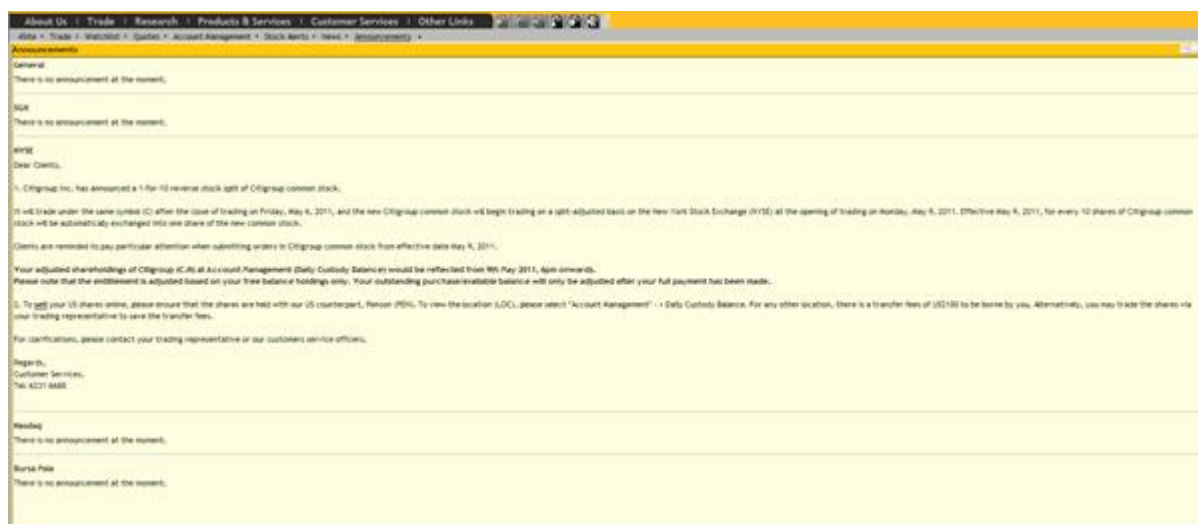 About Us | Trade | Research | Products & Services | Customer Services | Other Links
Trade • Watchlist • Quotes • Account Management • Stock Alerts • News • Announcements
Announcements
General
There is no announcement at the moment.
SGX
There is no announcement at the moment.
NYSE
Dear Clients,
1. Citigroup Inc. has announced a 1-for-10 reverse stock split of Citigroup common stock.
It will trade under the same symbol (C) after the close of trading on Friday, May 6, 2011, and the new Citigroup common stock will begin trading on a split-adjusted basis on the New York Stock Exchange (NYSE) at the opening of trading on Monday, May 9, 2011. Effective May 9, 2011, for every 10 shares of Citigroup common
stock will be automatically exchanged into one share of the new common stock.
Clients are reminded to pay particular attention when submitting orders in Citigroup common stock from effective date May 9, 2011.
Your adjusted shareholdings of Citigroup (C.N) at Account Management (Daily Custody Balance) would be reflected from 9th May 2011, 6pm onwards.
Please note that the entitlement is adjusted based on your free balance holdings only. Your outstanding purchase/available balance will only be adjusted after your full payment has been made.
2. To sell your US shares online, please ensure that the shares are held with our US counterpart, Penson (PEN). To view the location (LOC), please select "Account Management" - > Daily Custody Balance. For any other location, there is a transfer fees of US$100 to be borne by you. Alternatively, you may trade the shares via
your trading representative to save the transfer fees.
For clarifications, please contact your trading representative or our customers service officers.
Regards,
Customer Services,
Tel: 6231 8688
Nasdaq
There is no announcement at the moment.
Bursa
There is no announcement at the moment.